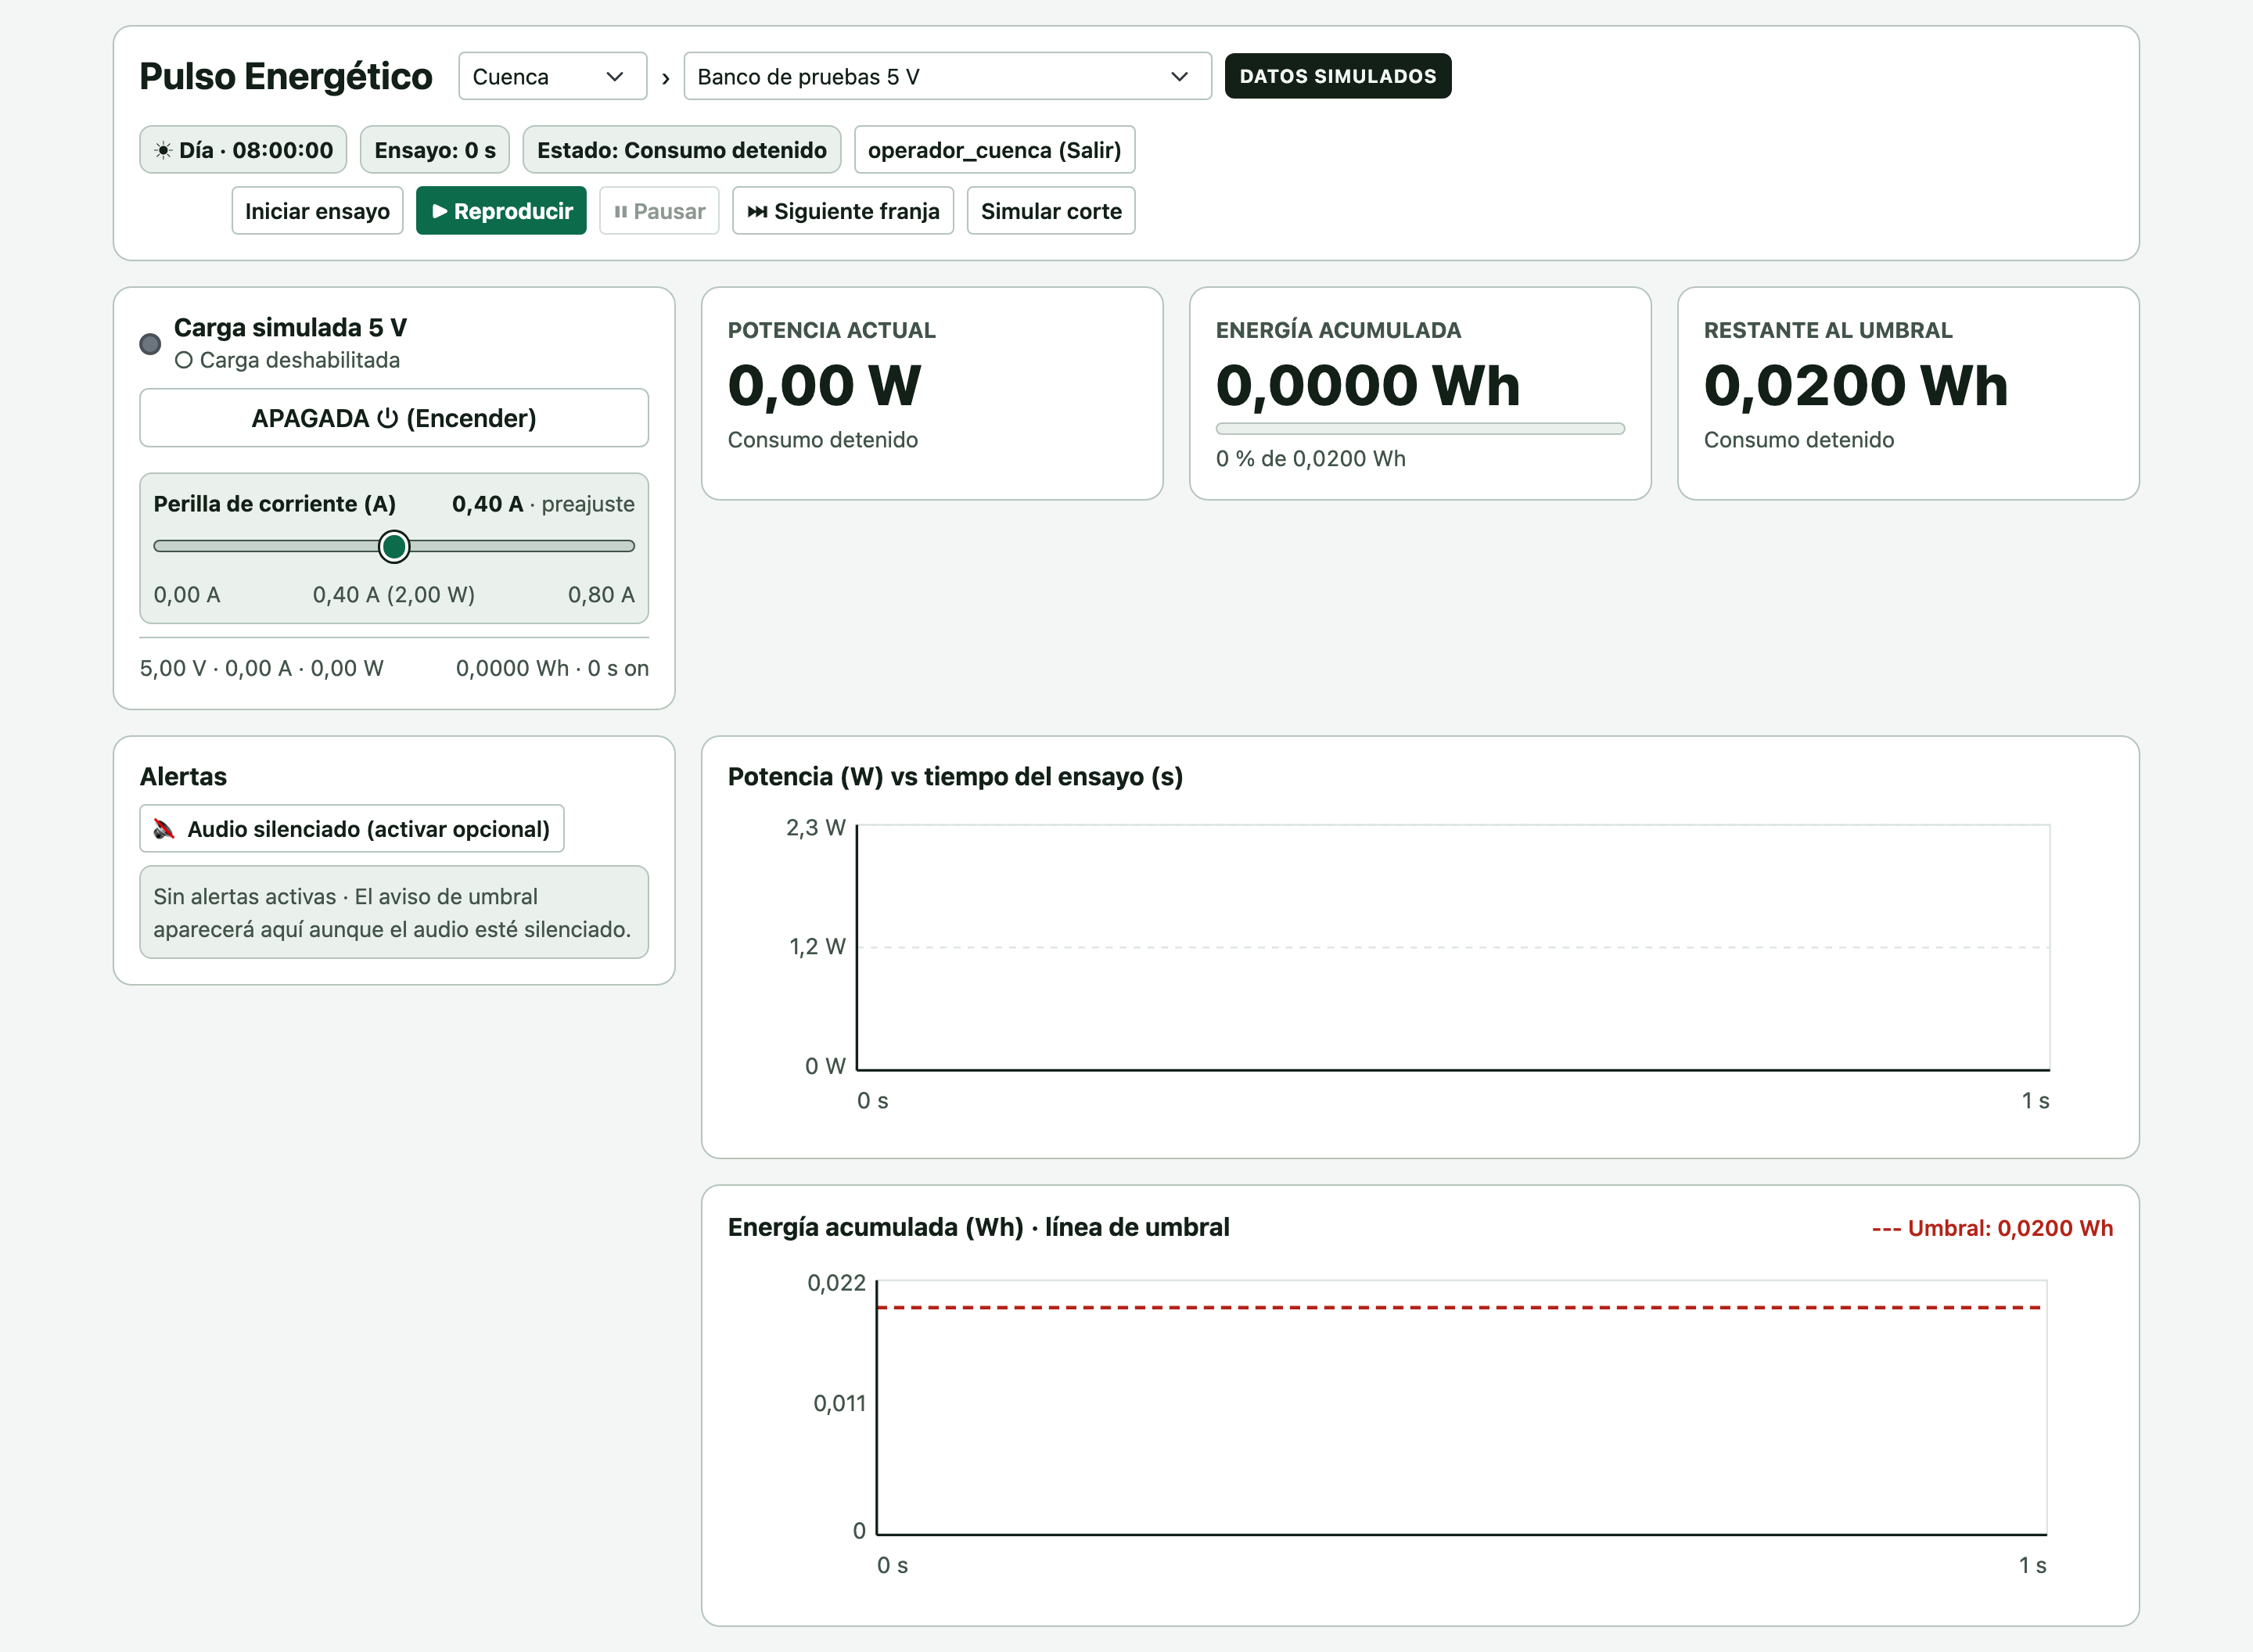 Pulso Energético Cuenca › Banco de pruebas 5 V DATOS SIMULADOS
☀ Día · 08:00:00 Ensayo: 0 s Estado: Consumo detenido operador_cuenca (Salir)
Iniciar ensayo ▶ Reproducir ⏸ Pausar ⏭ Siguiente franja Simular corte
Carga simulada 5 V
○ Carga deshabilitada
APAGADA ⏻ (Encender)
Perilla de corriente (A) 0,40 A · preajuste
0,00 A 0,40 A (2,00 W) 0,80 A
5,00 V · 0,00 A · 0,00 W 0,0000 Wh · 0 s on
POTENCIA ACTUAL
0,00 W
Consumo detenido
ENERGÍA ACUMULADA
0,0000 Wh
0 % de 0,0200 Wh
RESTANTE AL UMBRAL
0,0200 Wh
Consumo detenido
Alertas
Audio silenciado (activar opcional)
Sin alertas activas · El aviso de umbral
aparecerá aquí aunque el audio esté silenciado.
Potencia (W) vs tiempo del ensayo (s)
2,3 W
1,2 W
0 W
0 s 1 s
Energía acumulada (Wh) · línea de umbral --- Umbral: 0,0200 Wh
0,022
0,011
0
0 s 1 s